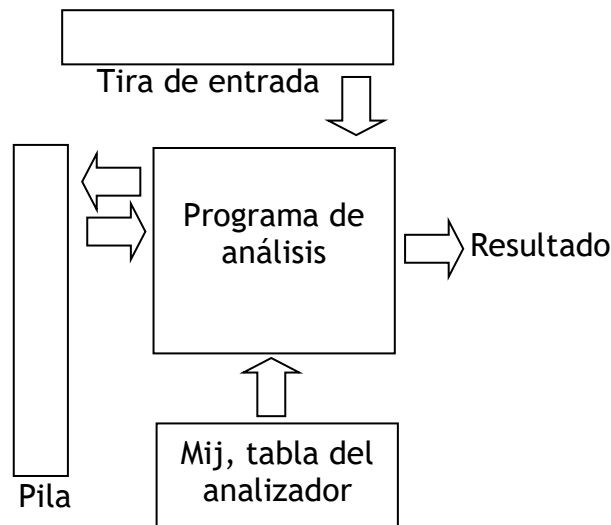 Tira de entrada
Programa de
análisis
Resultado
Mij, tabla del
analizador
Pila